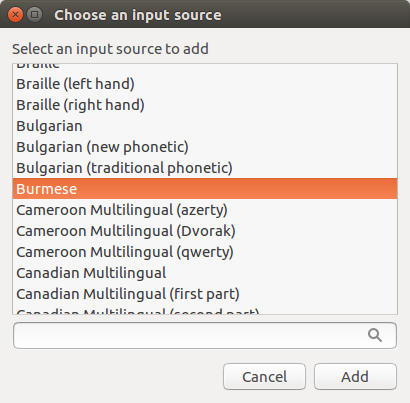 Choose an input source
Select an input source to add
Braille
Braille (left hand)
Braille (right hand)
Bulgarian
Bulgarian (new phonetic)
Bulgarian (traditional phonetic)
Burmese
Cameroon Multilingual (azerty)
Cameroon Multilingual (Dvorak)
Cameroon Multilingual (qwerty)
Canadian Multilingual
Canadian Multilingual (first part)
Canadian Multilingual (second part)
Cancel
Add